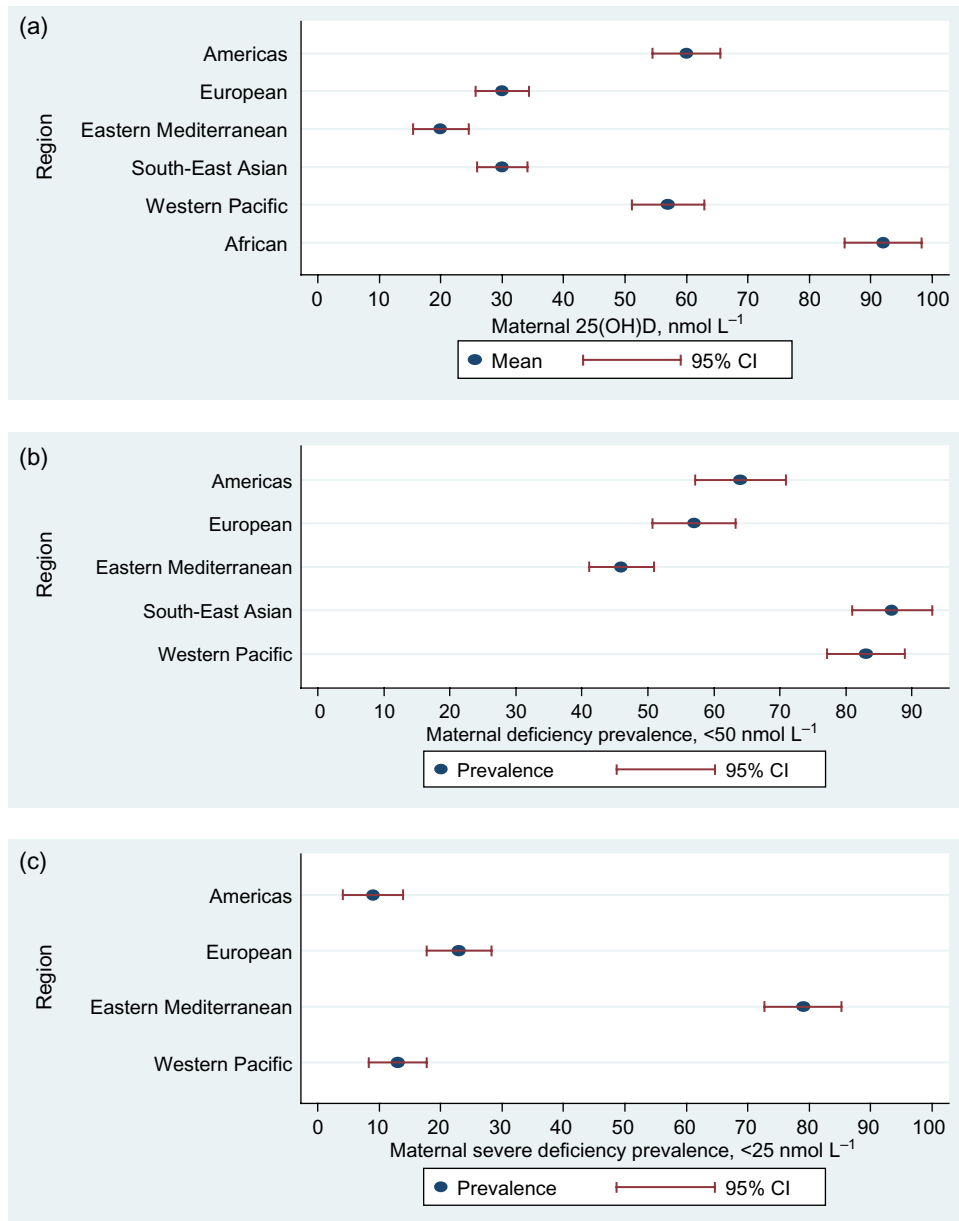 (a)
Region
Americas
European
Eastern Mediterranean
South-East Asian
Western Pacific
African
0 10 20 30 40 50 60 70 80 90 100
Maternal 25(OH)D, nmol L⁻¹
Mean 95% CI
(b)
Region
Americas
European
Eastern Mediterranean
South-East Asian
Western Pacific
0 10 20 30 40 50 60 70 80 90
Maternal deficiency prevalence, <50 nmol L⁻¹
Prevalence 95% CI
(c)
Region
Americas
European
Eastern Mediterranean
Western Pacific
0 10 20 30 40 50 60 70 80 90 100
Maternal severe deficiency prevalence, <25 nmol L⁻¹
Prevalence 95% CI